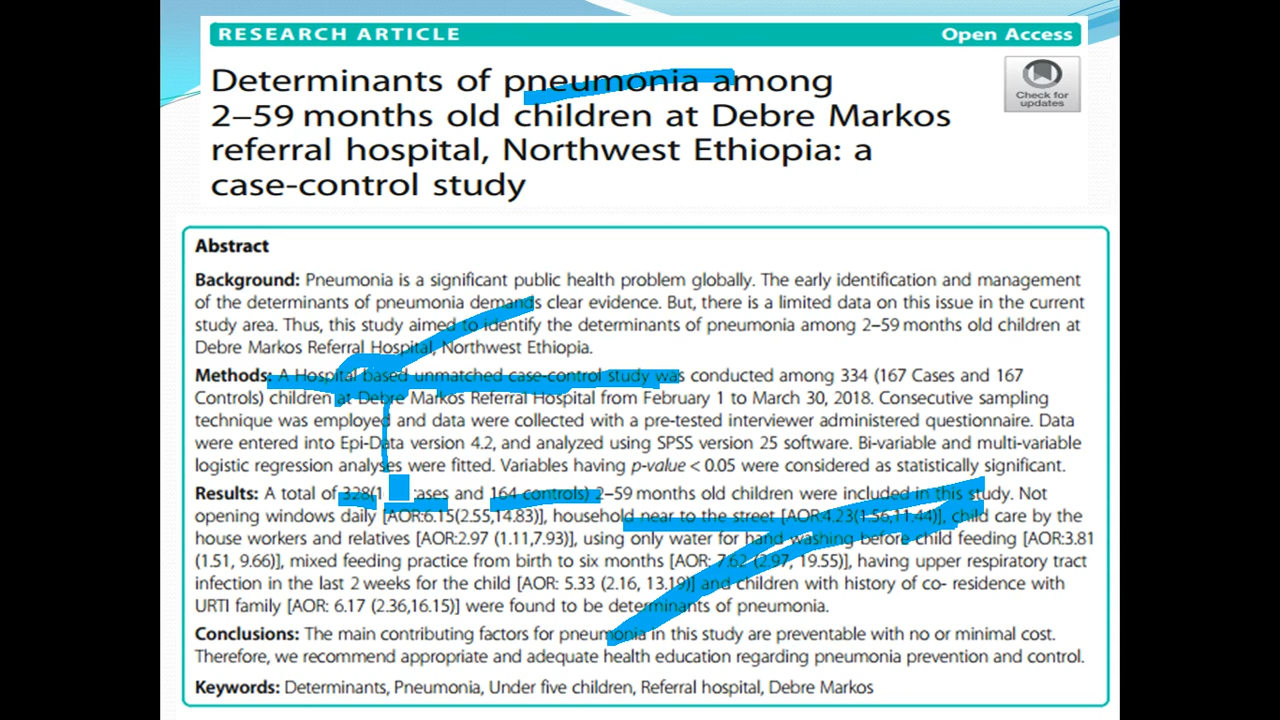 RESEARCH ARTICLE
Open Access
Determinants of pneumonia among
2–59 months old children at Debre Markos
referral hospital, Northwest Ethiopia: a
case-control study
Check for
updates
Abstract
Background: Pneumonia is a significant public health problem globally. The early identification and management
of the determinants of pneumonia demands clear evidence. But, there is a limited data on this issue in the current
study area. Thus, this study aimed to identify the determinants of pneumonia among 2–59 months old children at
Debre Markos Referral Hospital, Northwest Ethiopia.
Methods: A Hospital based unmatched case-control study was conducted among 334 (167 Cases and 167
Controls) children at Debre Markos Referral Hospital from February 1 to March 30, 2018. Consecutive sampling
technique was employed and data were collected with a pre-tested interviewer administered questionnaire. Data
were entered into Epi-Data version 4.2, and analyzed using SPSS version 25 software. Bi-variable and multi-variable
logistic regression analyses were fitted. Variables having p-value < 0.05 were considered as statistically significant.
Results: A total of 328(1 cases and 164 controls) 2–59 months old children were included in this study. Not
opening windows daily [AOR:6.15(2.55,14.83)], household near to the street [AOR:4.23(1.56,11.44)], child care by the
house workers and relatives [AOR:2.97 (1.11,7.93)], using only water for hand washing before child feeding [AOR:3.81
(1.51, 9.66)], mixed feeding practice from birth to six months [AOR: 7.62 (2.97, 19.55)], having upper respiratory tract
infection in the last 2 weeks for the child [AOR: 5.33 (2.16, 13.19)] and children with history of co- residence with
URTI family [AOR: 6.17 (2.36,16.15)] were found to be determinants of pneumonia.
Conclusions: The main contributing factors for pneumonia in this study are preventable with no or minimal cost.
Therefore, we recommend appropriate and adequate health education regarding pneumonia prevention and control.
Keywords: Determinants, Pneumonia, Under five children, Referral hospital, Debre Markos